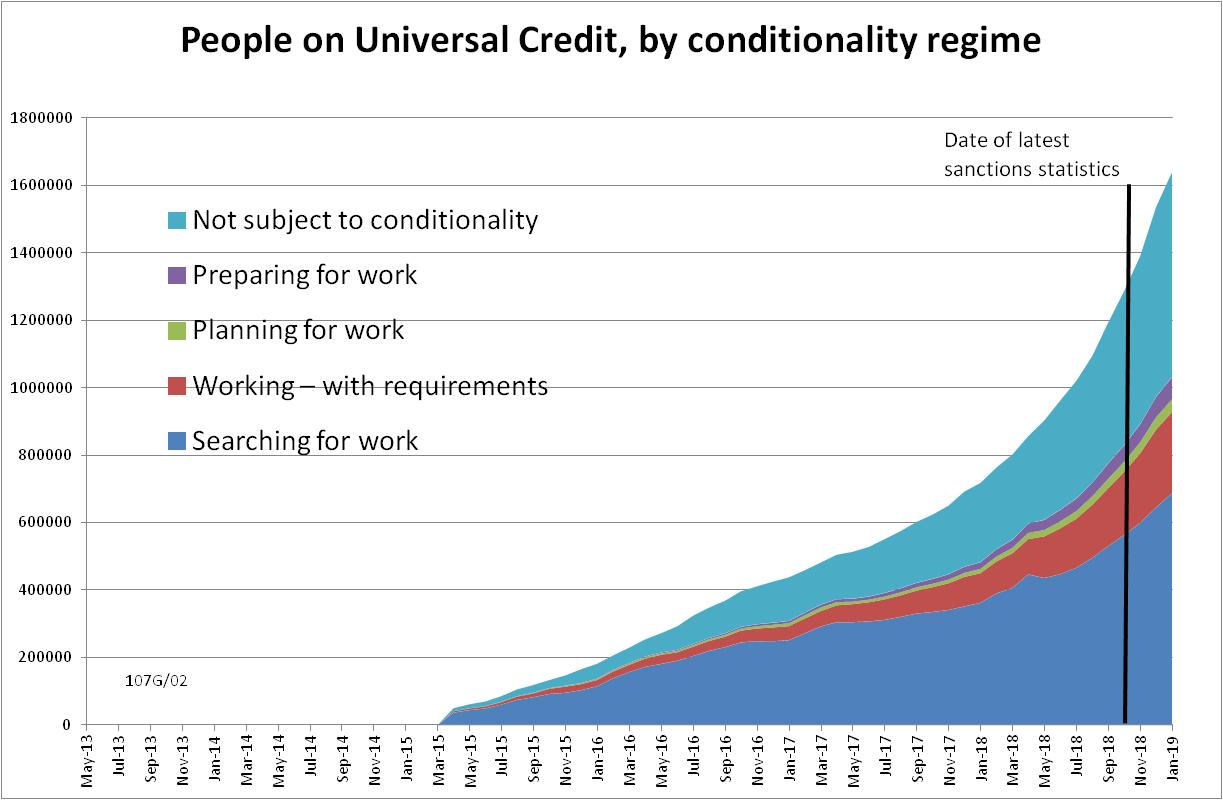 People on Universal Credit, by conditionality regime
1800000
1600000
1400000
1200000
1000000
800000
600000
400000
200000
0
Date of latest
sanctions statistics
Not subject to conditionality
Preparing for work
Planning for work
Working – with requirements
Searching for work
107G/02
May-13
Jul-13
Sep-13
Nov-13
Jan-14
Mar-14
May-14
Jul-14
Sep-14
Nov-14
Jan-15
Mar-15
May-15
Jul-15
Sep-15
Nov-15
Jan-16
Mar-16
May-16
Jul-16
Sep-16
Nov-16
Jan-17
Mar-17
May-17
Jul-17
Sep-17
Nov-17
Jan-18
Mar-18
May-18
Jul-18
Sep-18
Nov-18
Jan-19